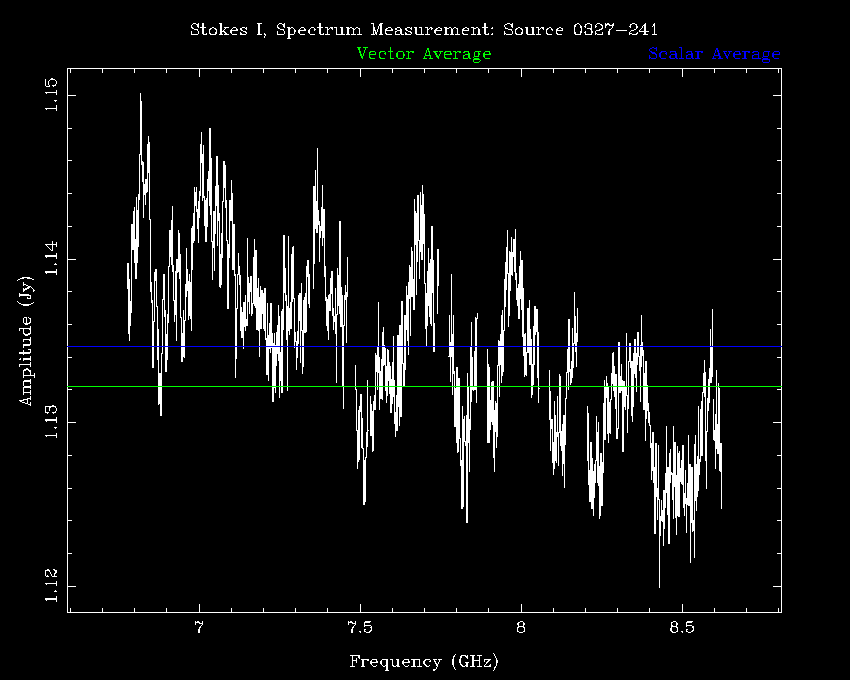 Stokes I, Spectrum Measurement: Source 0327−241
Vector Average
Scalar Average
1.15
1.14
1.13
1.12
Amplitude (Jy)
7
7.5
8
8.5
Frequency (GHz)